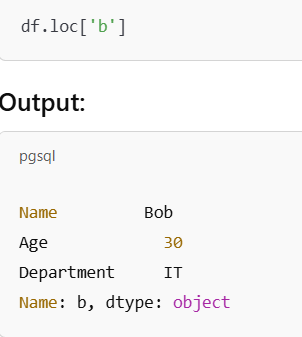 df.loc['b']
Output:
pgsql
Name Bob
Age 30
Department IT
Name: b, dtype: object